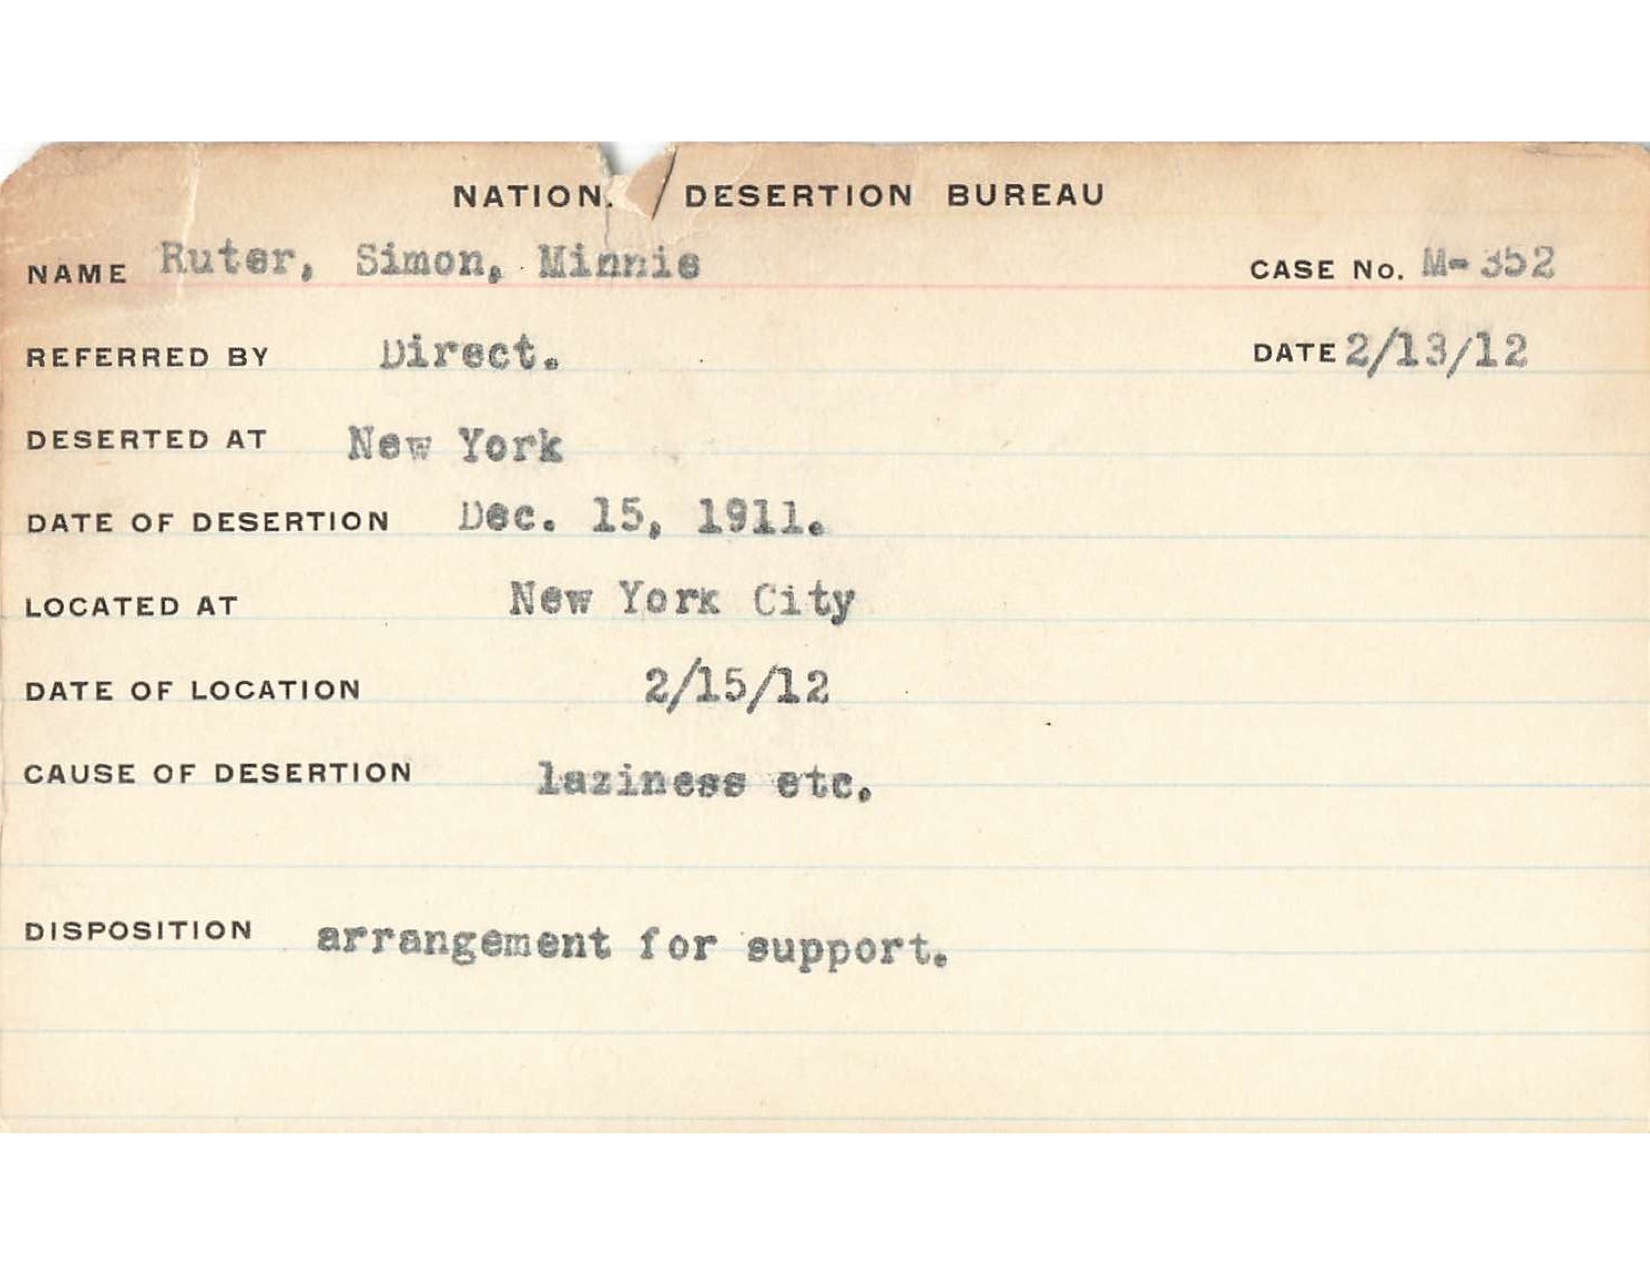 NATION. DESERTION BUREAU
NAME Ruter, Simon, Minnie CASE No. M-352
REFERRED BY Direct. DATE 2/13/12
DESERTED AT New York
DATE OF DESERTION Dec. 15, 1911.
LOCATED AT New York City
DATE OF LOCATION 2/15/12
CAUSE OF DESERTION laziness etc.
DISPOSITION arrangement for support.